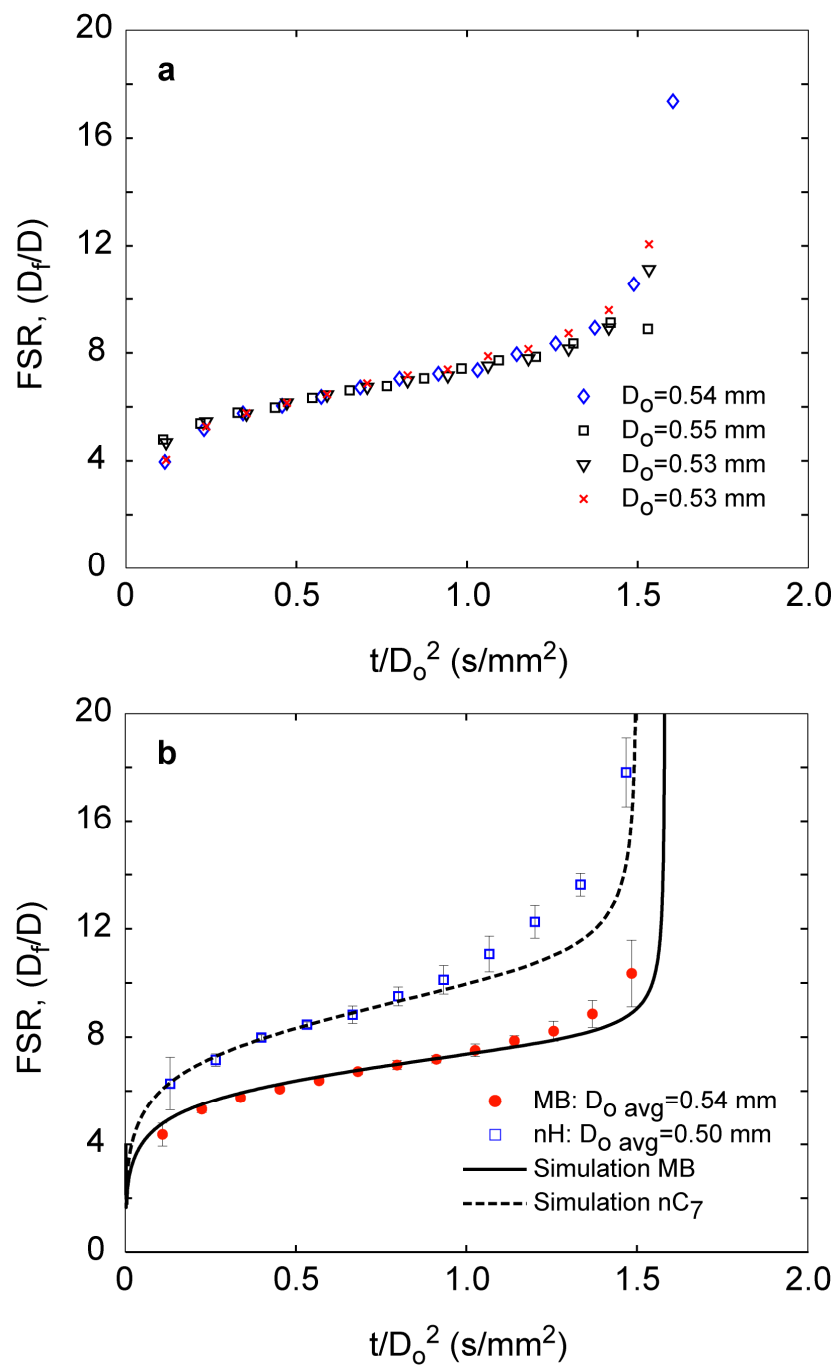 a
20
16
12
8
4
0
FSR, (Df/D)
Do=0.54 mm
Do=0.55 mm
Do=0.53 mm
Do=0.53 mm
0 0.5 1.0 1.5 2.0
t/Do² (s/mm²)
b
20
16
12
8
4
0
FSR, (Df/D)
MB: Do avg=0.54 mm
nH: Do avg=0.50 mm
Simulation MB
Simulation nC7
0 0.5 1.0 1.5 2.0
t/Do² (s/mm²)